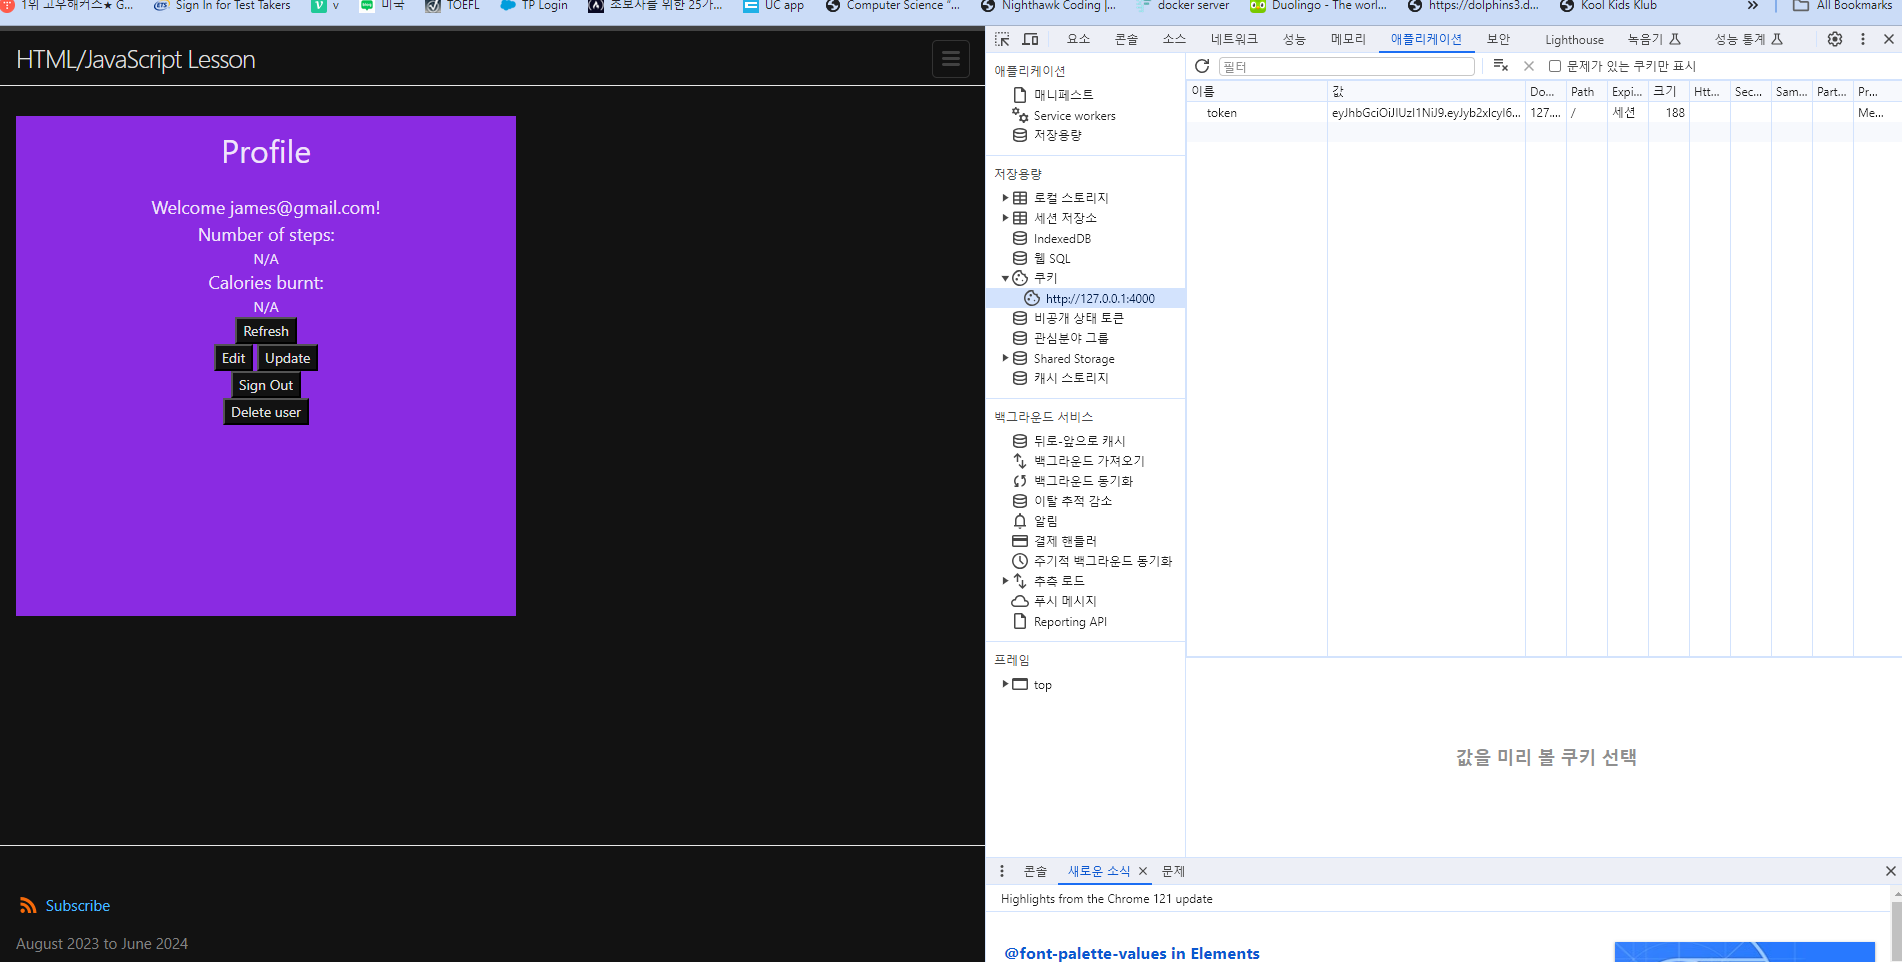 1위 고우해커스★ G...
Sign In for Test Takers
v
미국
TOEFL
TP Login
초보자를 위한 25가...
UC app
Computer Science “...
Nighthawk Coding |...
docker server
Duolingo - The worl...
https://dolphins3.d...
Kool Kids Klub
»
All Bookmarks
HTML/JavaScript Lesson
Profile
Welcome james@gmail.com!
Number of steps:
N/A
Calories burnt:
N/A
Refresh
Edit Update
Sign Out
Delete user
Subscribe
August 2023 to June 2024
요소 콘솔 소스 네트워크 성능 메모리 애플리케이션 보안 Lighthouse 녹음기 성능 통계
애플리케이션
매니페스트
Service workers
저장용량
저장용량
로컬 스토리지
세션 저장소
IndexedDB
웹 SQL
쿠키
http://127.0.0.1:4000
비공개 상태 토큰
관심분야 그룹
Shared Storage
캐시 스토리지
백그라운드 서비스
뒤로-앞으로 캐시
백그라운드 가져오기
백그라운드 동기화
이탈 추적 감소
알림
결제 핸들러
주기적 백그라운드 동기화
추측 로드
푸시 메시지
Reporting API
프레임
top
필터
문제가 있는 쿠키만 표시
이름 값 Do... Path Expi... 크기 Htt... Sec... Sam... Part... Pr...
token eyJhbGciOiJIUzI1NiJ9.eyJyb2xlcyI6... 127.... / 세션 188 Me...
값을 미리 볼 쿠키 선택
콘솔 새로운 소식 문제
Highlights from the Chrome 121 update
@font-palette-values in Elements